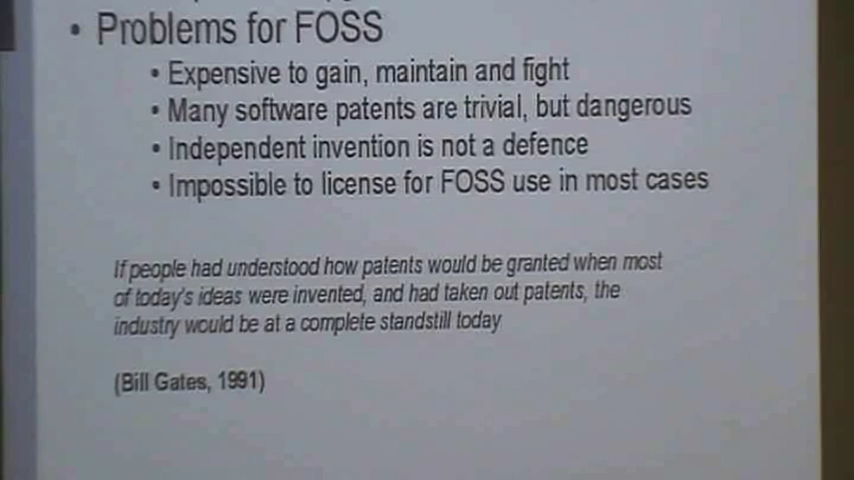 • Problems for FOSS
• Expensive to gain, maintain and fight
• Many software patents are trivial, but dangerous
• Independent invention is not a defence
• Impossible to license for FOSS use in most cases
If people had understood how patents would be granted when most
of today's ideas were invented, and had taken out patents, the
industry would be at a complete standstill today
(Bill Gates, 1991)